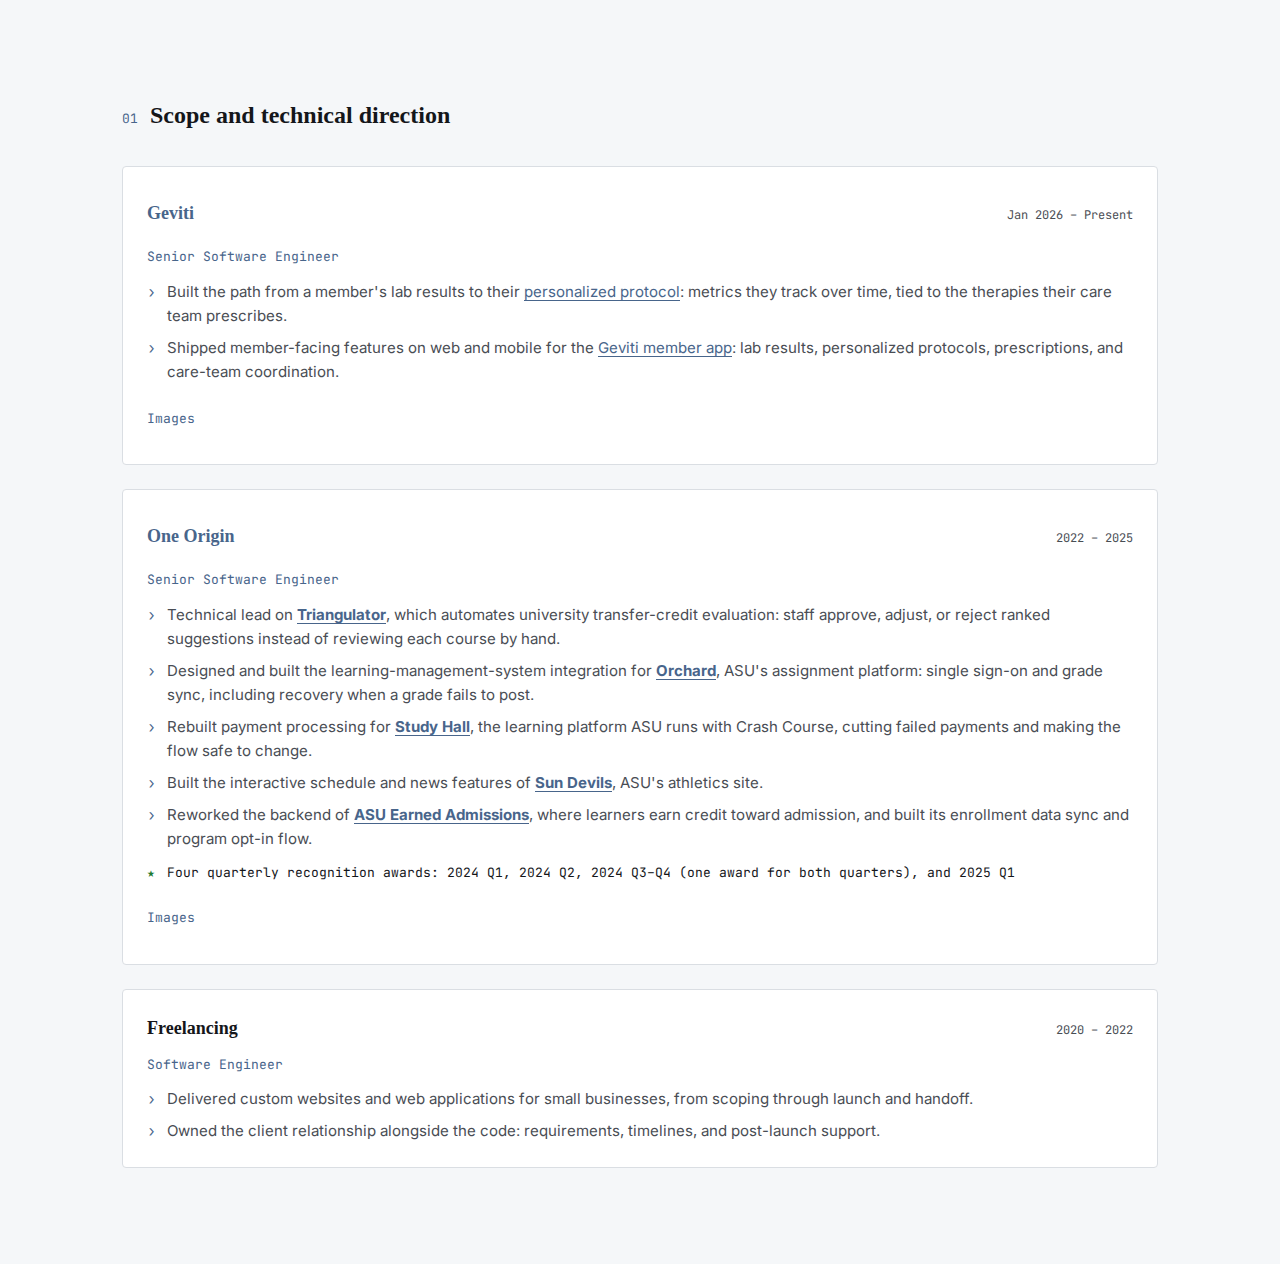 01 Scope and technical direction
Geviti
Jan 2026 – Present
Senior Software Engineer
› Built the path from a member's lab results to their personalized protocol: metrics they track over time, tied to the therapies their care
team prescribes.
› Shipped member-facing features on web and mobile for the Geviti member app: lab results, personalized protocols, prescriptions, and
care-team coordination.
Images
One Origin
2022 – 2025
Senior Software Engineer
› Technical lead on Triangulator, which automates university transfer-credit evaluation: staff approve, adjust, or reject ranked
suggestions instead of reviewing each course by hand.
› Designed and built the learning-management-system integration for Orchard, ASU's assignment platform: single sign-on and grade
sync, including recovery when a grade fails to post.
› Rebuilt payment processing for Study Hall, the learning platform ASU runs with Crash Course, cutting failed payments and making the
flow safe to change.
› Built the interactive schedule and news features of Sun Devils, ASU's athletics site.
› Reworked the backend of ASU Earned Admissions, where learners earn credit toward admission, and built its enrollment data sync and
program opt-in flow.
★ Four quarterly recognition awards: 2024 Q1, 2024 Q2, 2024 Q3–Q4 (one award for both quarters), and 2025 Q1
Images
Freelancing
2020 – 2022
Software Engineer
› Delivered custom websites and web applications for small businesses, from scoping through launch and handoff.
› Owned the client relationship alongside the code: requirements, timelines, and post-launch support.